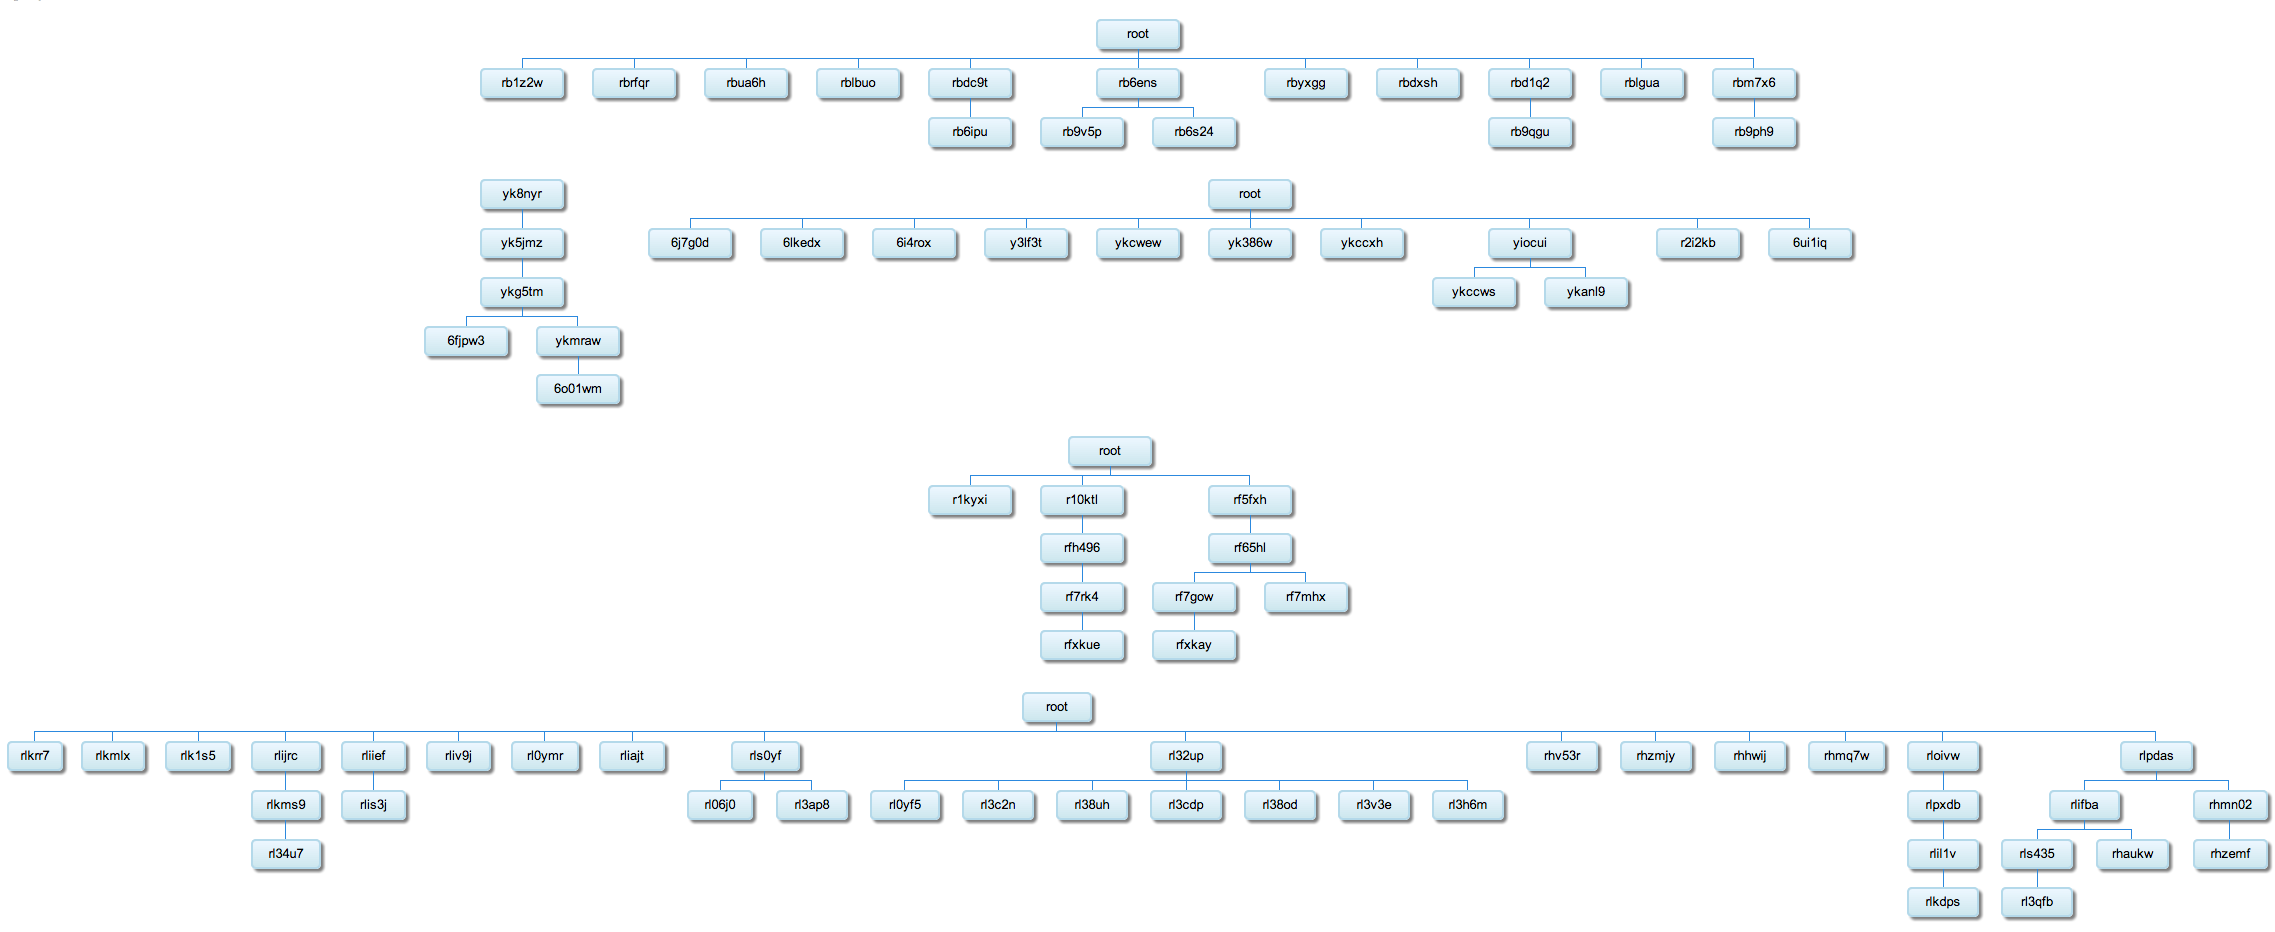 root
rb1z2w rbrfqr rbua6h rblbuo rbdc9t rb6ens rbyxgg rbdxsh rbd1q2 rblgua rbm7x6
rb6ipu rb9v5p rb6s24 rb9qgu rb9ph9
yk8nyr root
yk5jmz 6j7g0d 6lkedx 6i4rox y3lf3t ykcwew yk386w ykccxh yiocui r2i2kb 6ui1iq
ykg5tm ykccws ykanl9
6fjpw3 ykmraw
6o01wm
root
r1kyxi r10ktl rf5fxh
rfh496 rf65hl
rf7rk4 rf7gow rf7mhx
rfxkue rfxkay
root
rlkrr7 rlkmlx rlk1s5 rlijrc rliief rliv9j rl0ymr rliajt rls0yf rl32up rhv53r rhzmjy rhhwij rhmq7w rloivw rlpdas
rlkms9 rlis3j rl06j0 rl3ap8 rl0yf5 rl3c2n rl38uh rl3cdp rl38od rl3v3e rl3h6m rlpxdb rlifba rhmn02
rl34u7 rlil1v rls435 rhaukw rhzemf
rlkdps rl3qfb